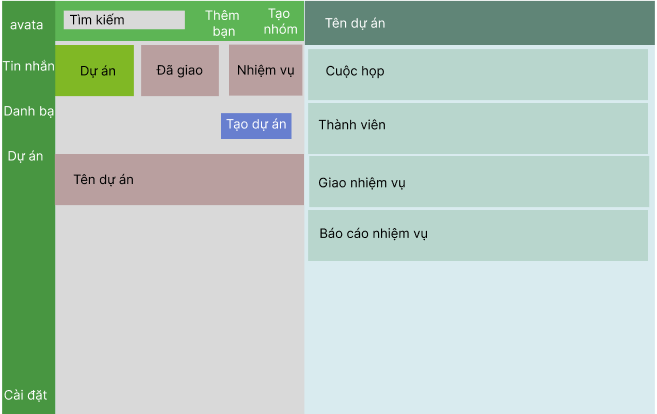 avata
Tin nhắn
Danh bạ
Dự án
Cài đặt
Tìm kiếm
Thêm
bạn
Tạo
nhóm
Dự án
Đã giao
Nhiệm vụ
Tạo dự án
Tên dự án
Tên dự án
Cuộc họp
Thành viên
Giao nhiệm vụ
Báo cáo nhiệm vụ